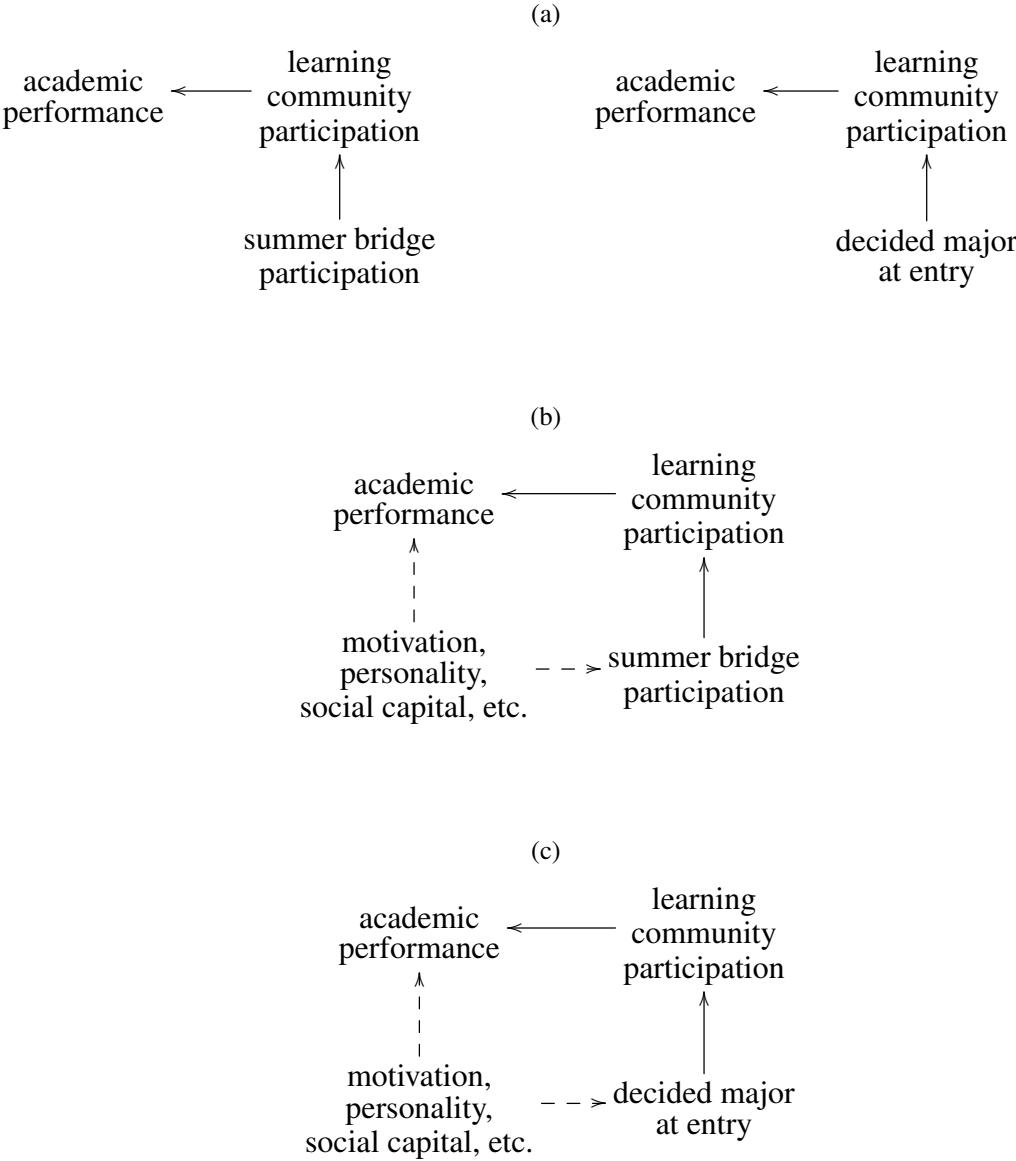 (a)
academic
performance
learning
community
participation
summer bridge
participation
academic
performance
learning
community
participation
decided major
at entry
(b)
academic
performance
learning
community
participation
motivation,
personality,
social capital, etc.
summer bridge
participation
(c)
academic
performance
learning
community
participation
motivation,
personality,
social capital, etc.
decided major
at entry